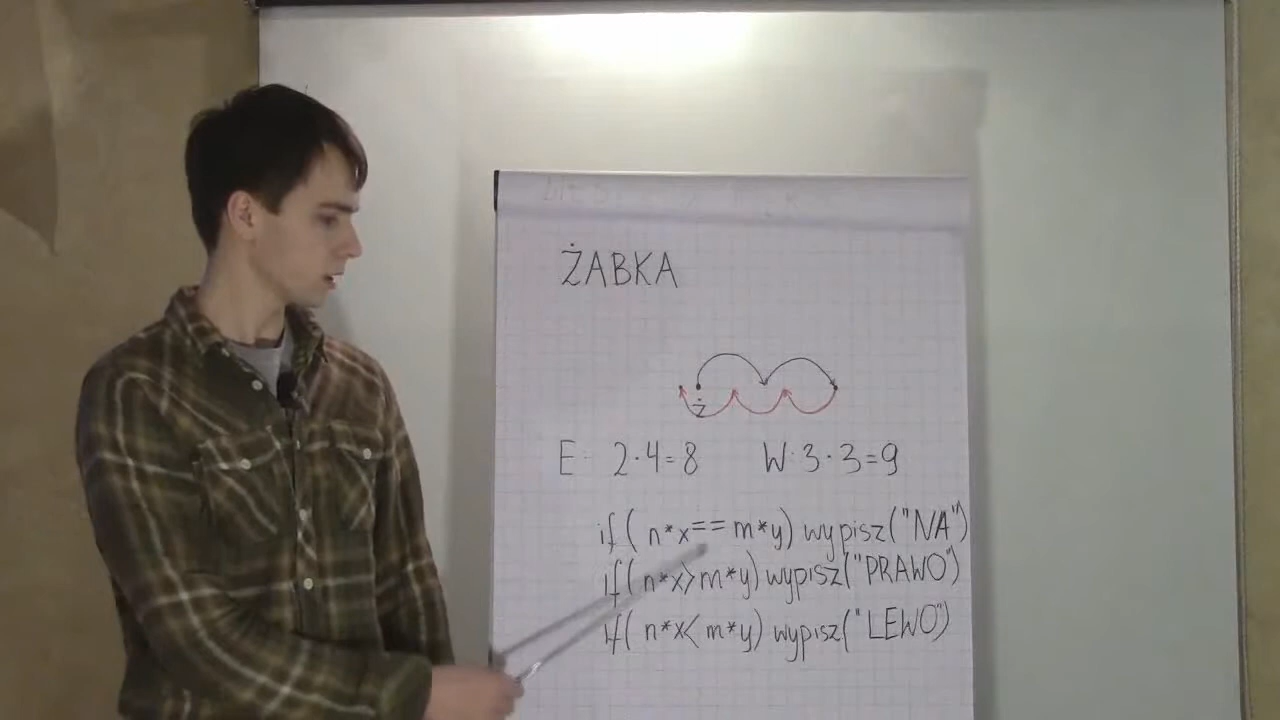 ŻABKA
Ż
E: 2·4=8 W: 3·3=9
if( n*x==m*y) wypisz("NA")
if( n*x>m*y) wypisz("PRAWO")
if( n*x<m*y) wypisz("LEWO")